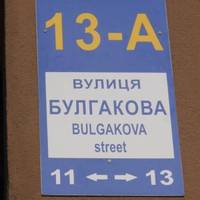 13-А
ВУЛИЦЯ
БУЛГАКОВА
BULGAKOVA
street
11 ←→ 13